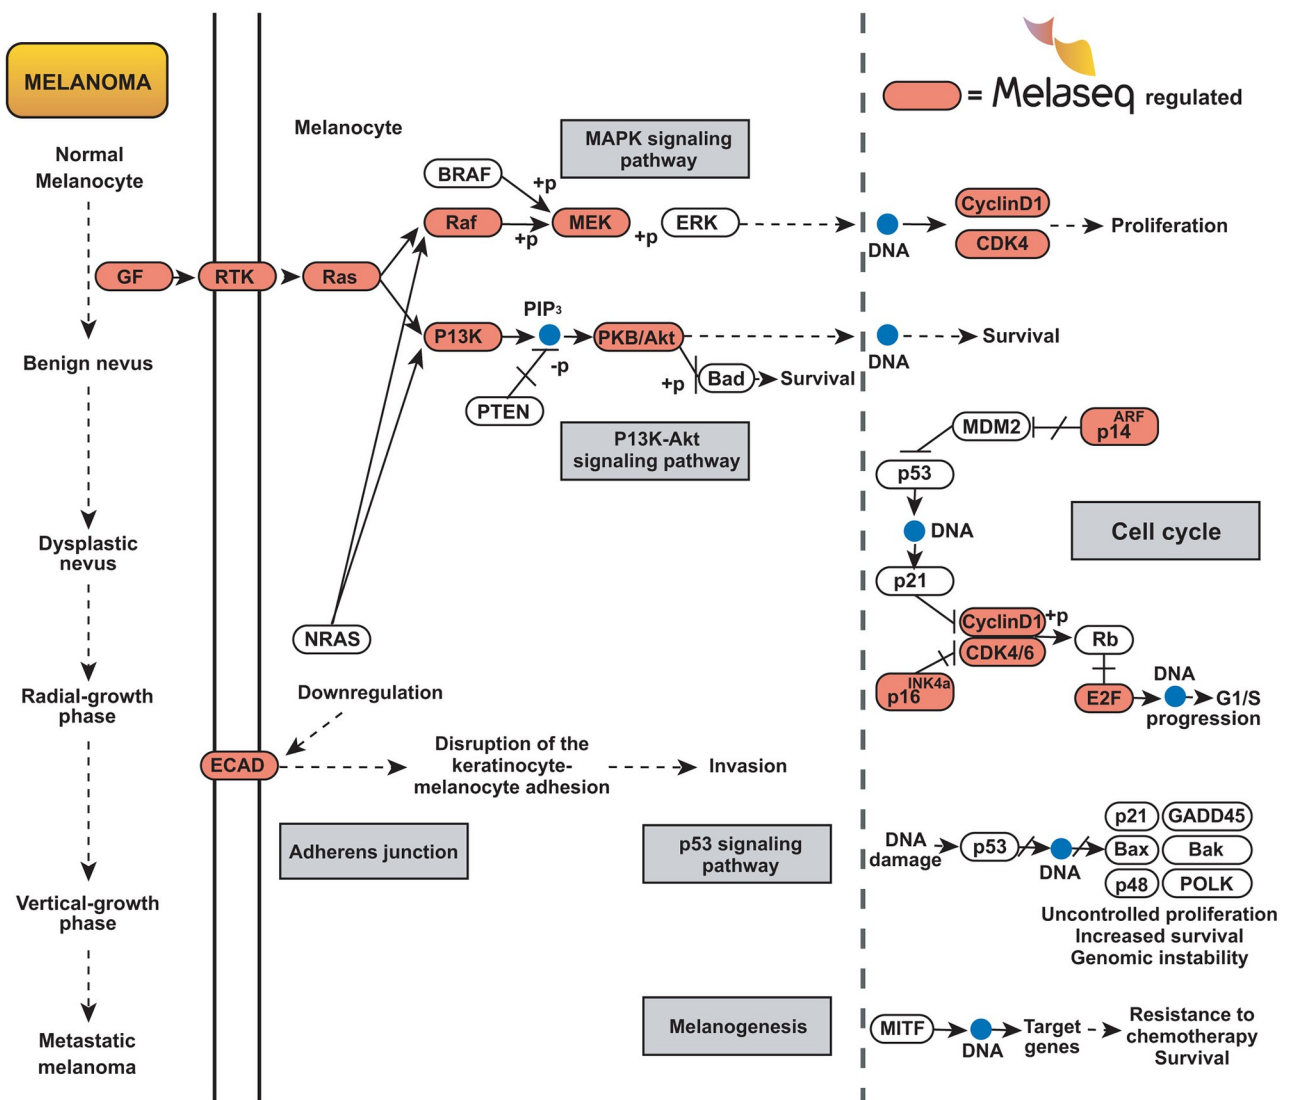 MELANOMA
Normal
Melanocyte
Benign nevus
Dysplastic
nevus
Radial-growth
phase
Vertical-growth
phase
Metastatic
melanoma
GF
RTK
Ras
Melanocyte
MAPK signaling
pathway
BRAF
+p
Raf
+p
MEK
+p
ERK
DNA
CyclinD1
CDK4
Proliferation
= Melaseq regulated
P13K
PIP3
-p
PTEN
PKB/Akt
+p
Bad
Survival
DNA
Survival
P13K-Akt
signaling pathway
NRAS
MDM2
p14ARF
p53
DNA
p21
Cell cycle
CyclinD1
+p
CDK4/6
p16INK4a
Rb
E2F
DNA
G1/S
progression
Downregulation
ECAD
Disruption of the
keratinocyte-
melanocyte adhesion
Invasion
Adherens junction
p53 signaling
pathway
DNA
damage
p53
DNA
p21
GADD45
Bax
Bak
p48
POLK
Uncontrolled proliferation
Increased survival
Genomic instability
Melanogenesis
MITF
DNA
Target
genes
Resistance to
chemotherapy
Survival